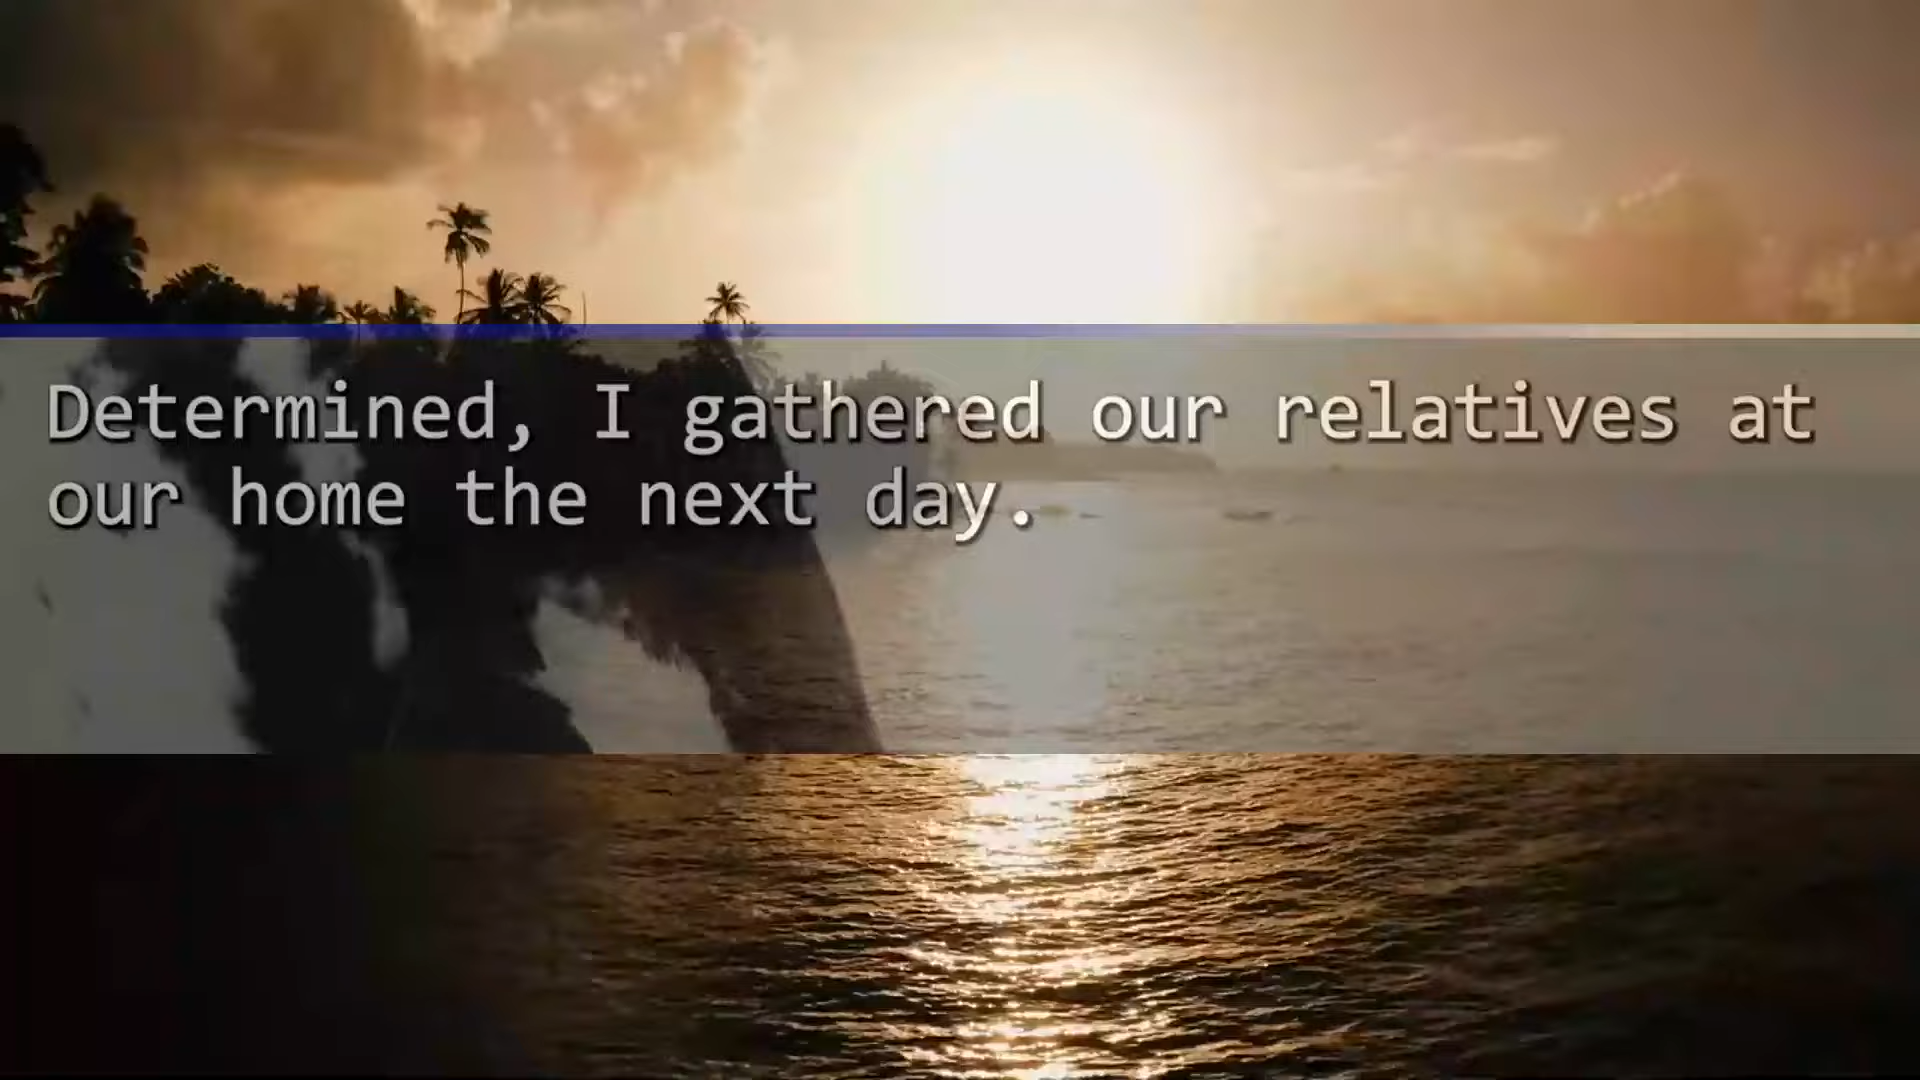 Determined, I gathered our relatives at
our home the next day.